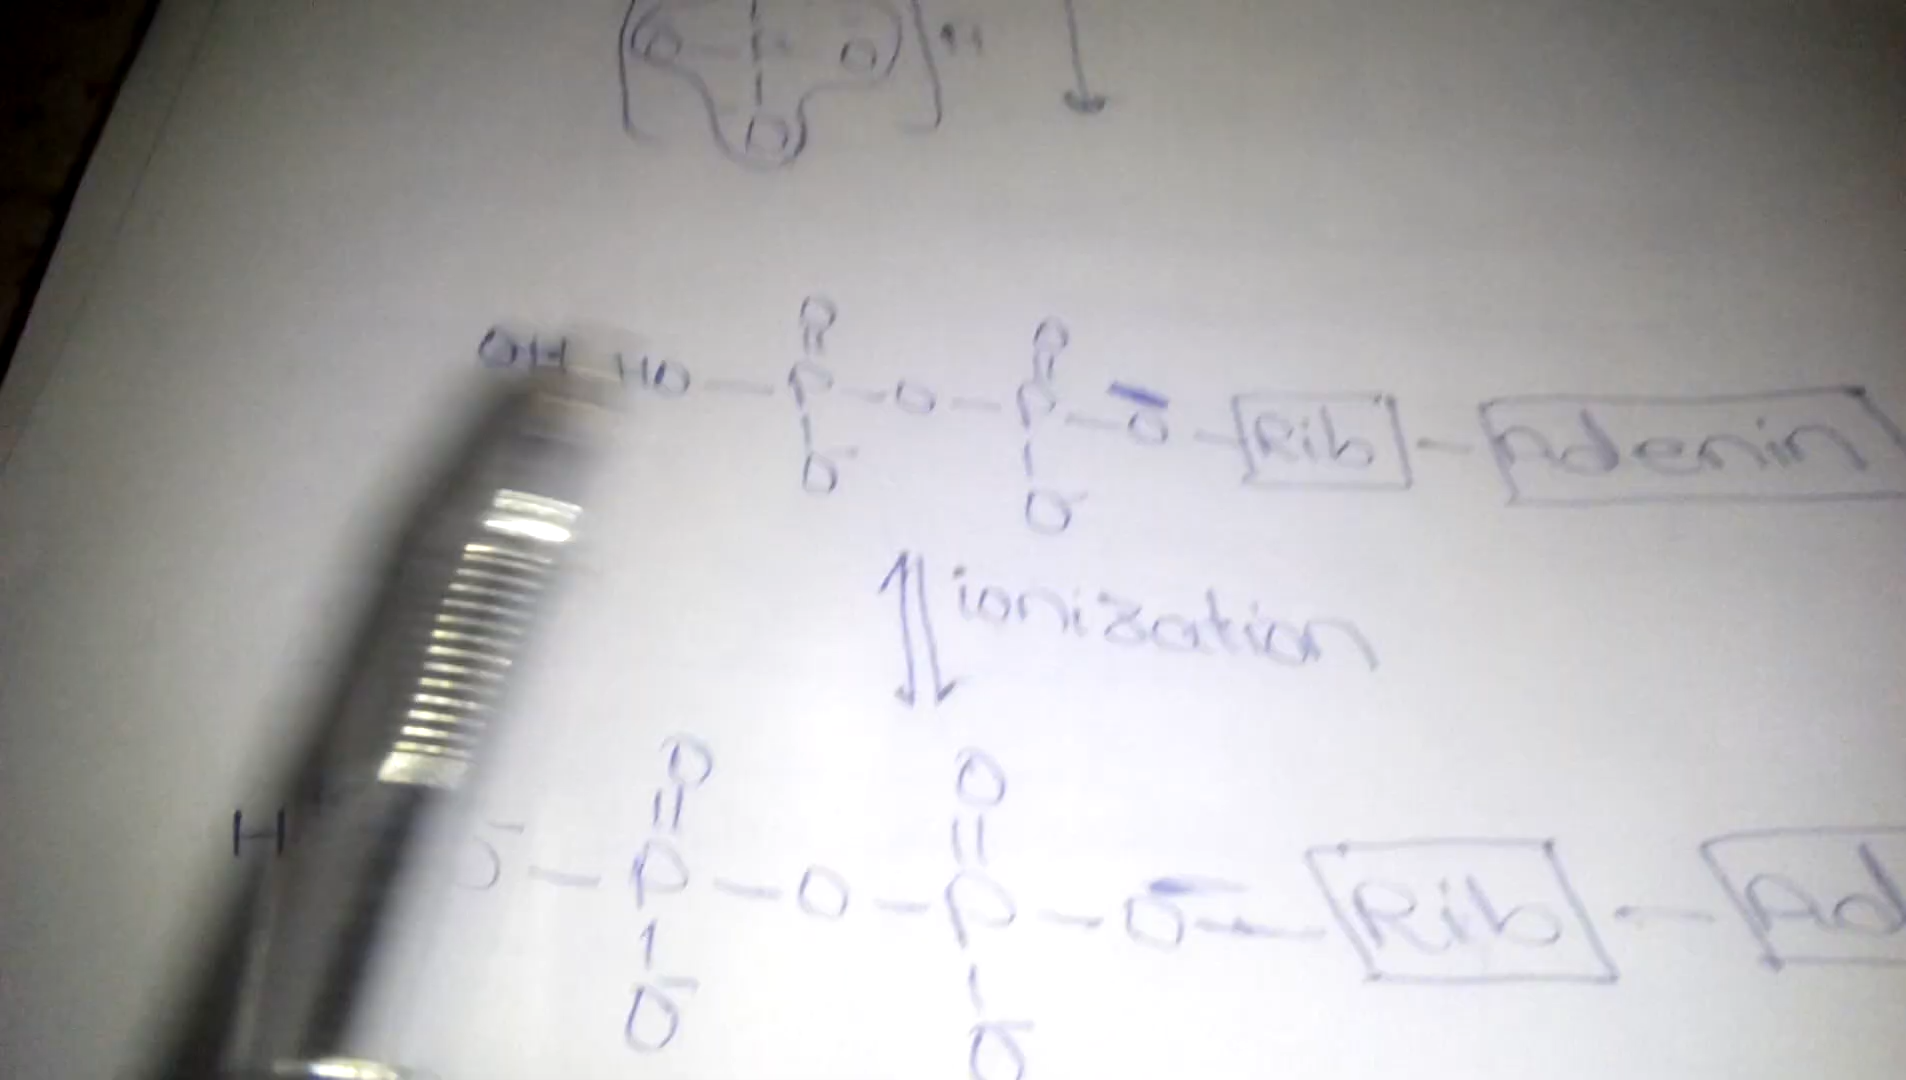 O P O
O
O O
OH HO - P - O - P - O - Rib - Adenin
O⁻ O⁻
ionization
O O
H O⁻ - P - O - P - O - Rib - Ad
O⁻ O⁻